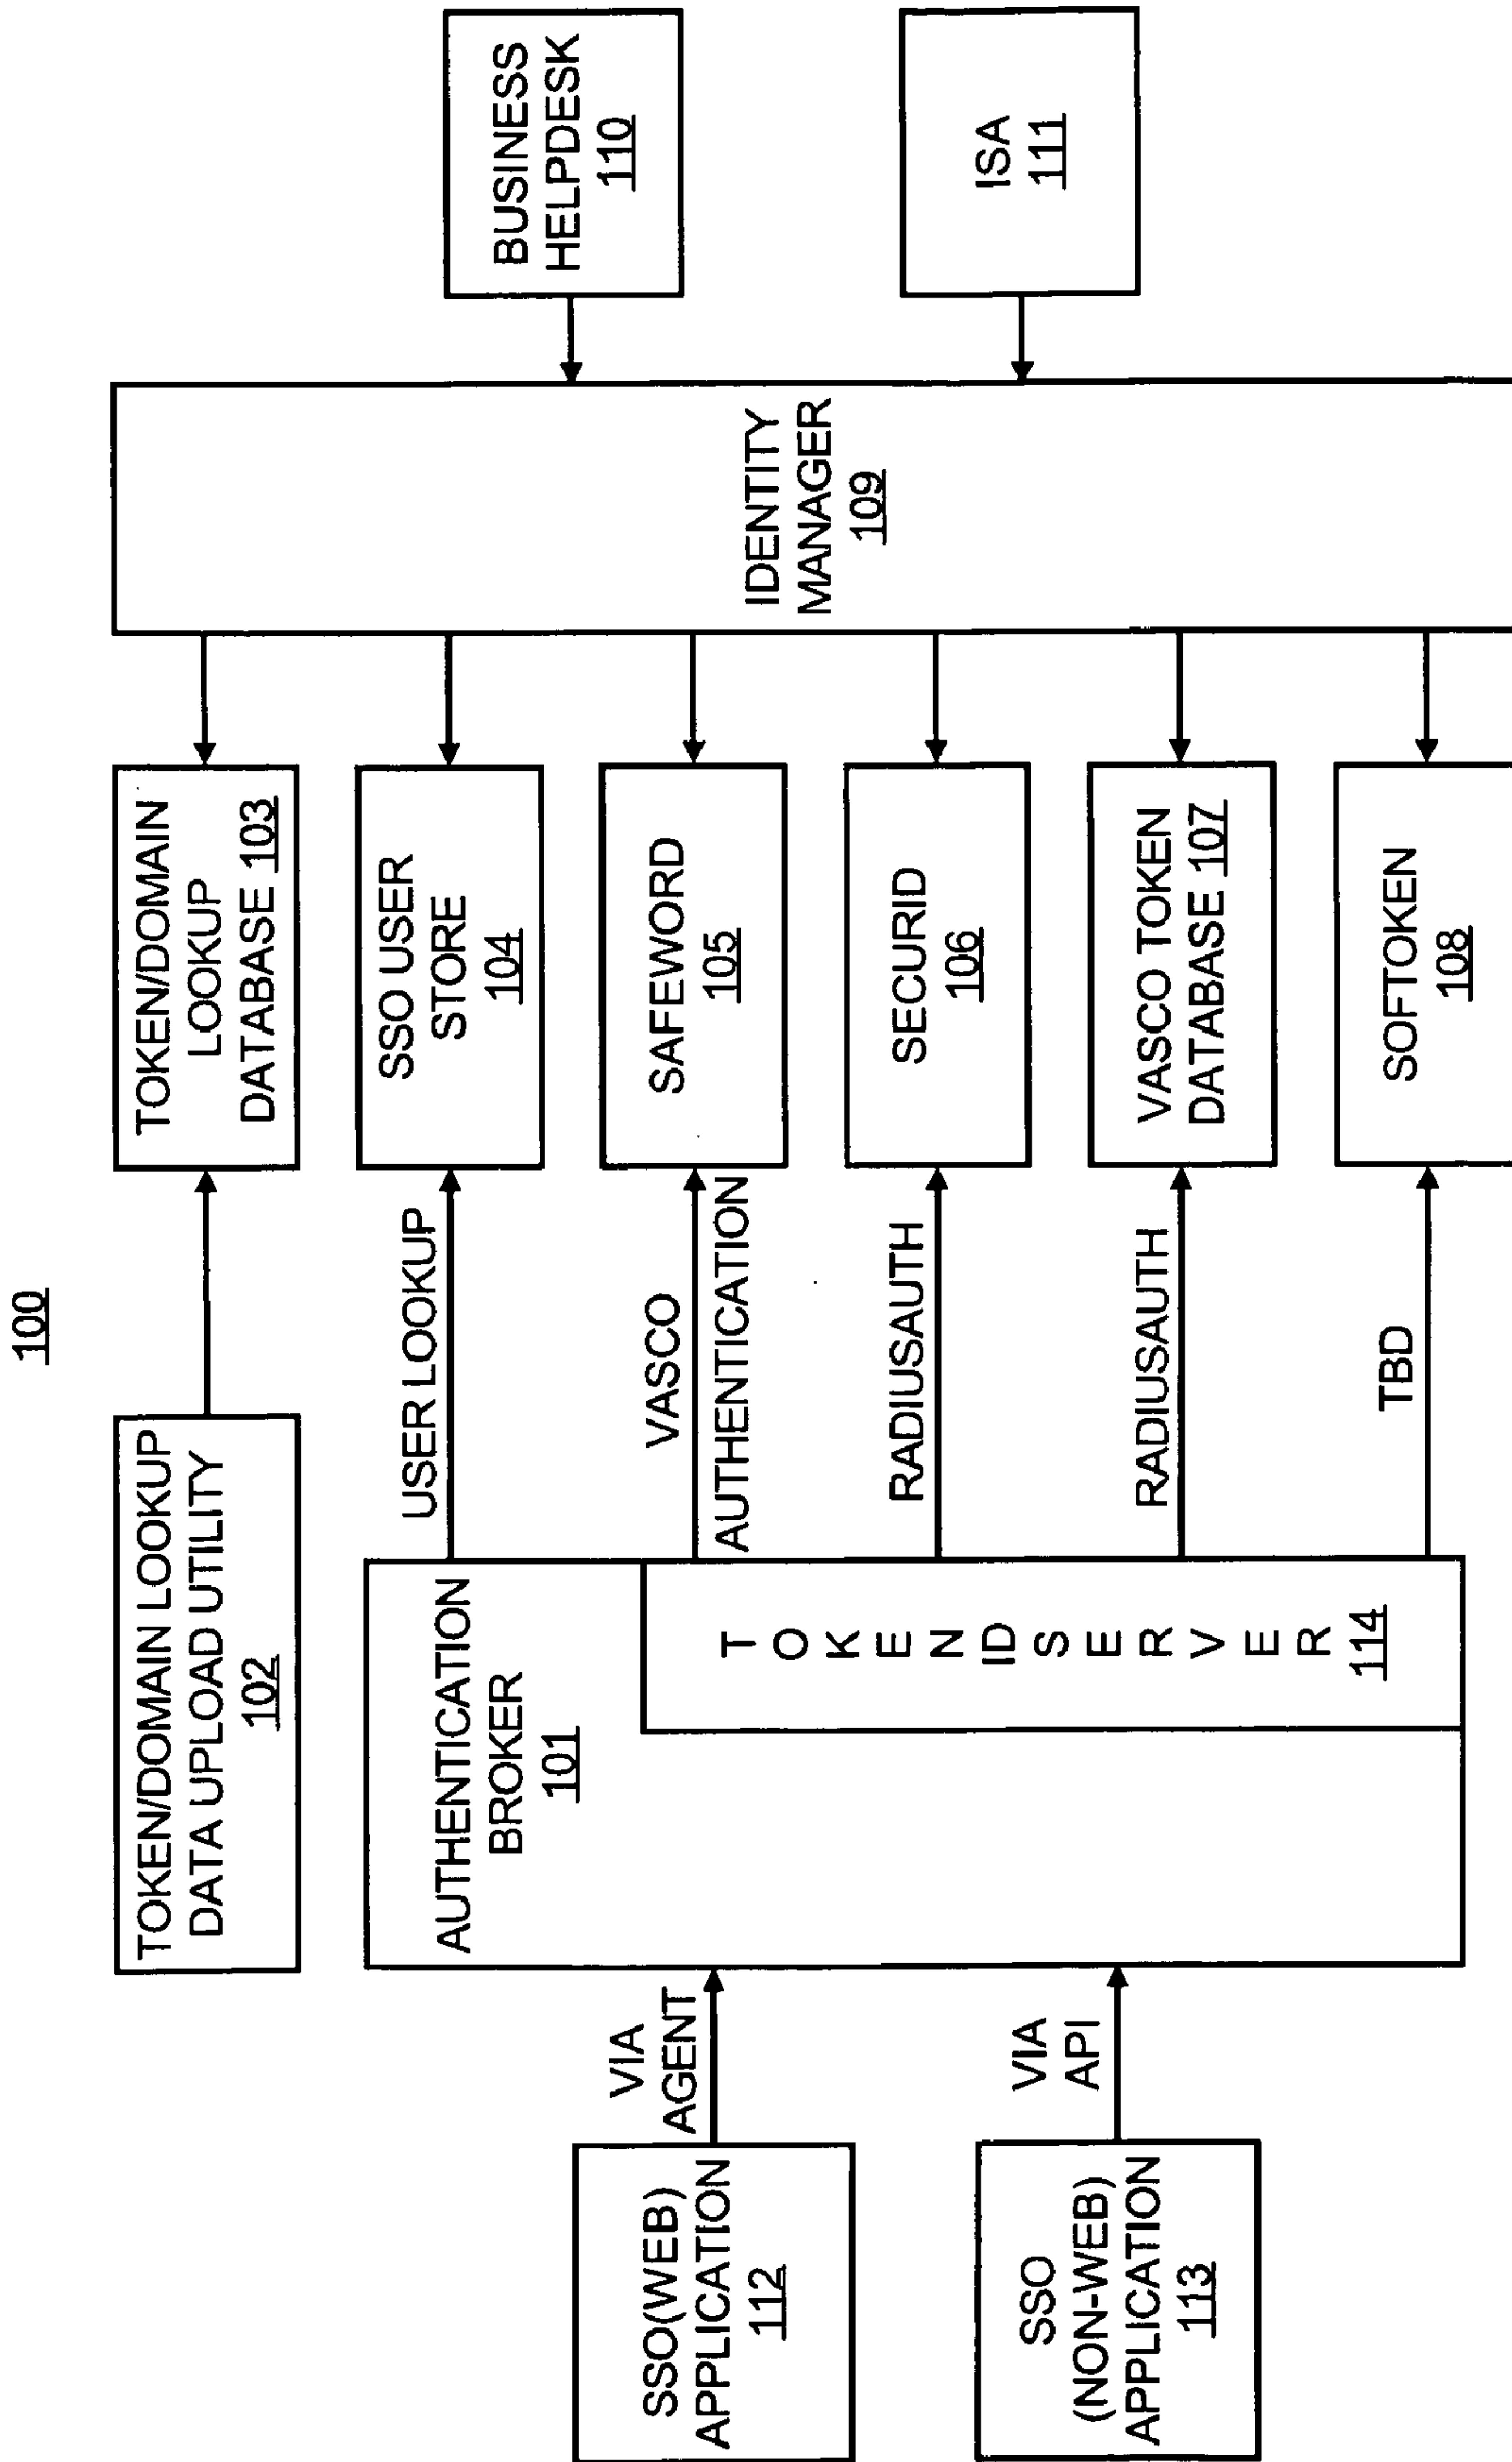 100
TOKEN/DOMAIN LOOKUP
DATA UPLOAD UTILITY
102
TOKEN/DOMAIN
LOOKUP
DATABASE 103
SSO(WEB)
APPLICATION
112
VIA
AGENT
SSO
(NON-WEB)
APPLICATION
113
VIA
API
AUTHENTICATION
BROKER
101
T
O
K
E
N
ID
S
E
R
V
E
R
114
USER LOOKUP
VASCO
AUTHENTICATION
RADIUSAUTH
RADIUSAUTH
TBD
SSO USER
STORE
104
SAFEWORD
105
SECURID
106
VASCO TOKEN
DATABASE 107
SOFTOKEN
108
IDENTITY
MANAGER
109
BUSINESS
HELPDESK
110
ISA
111